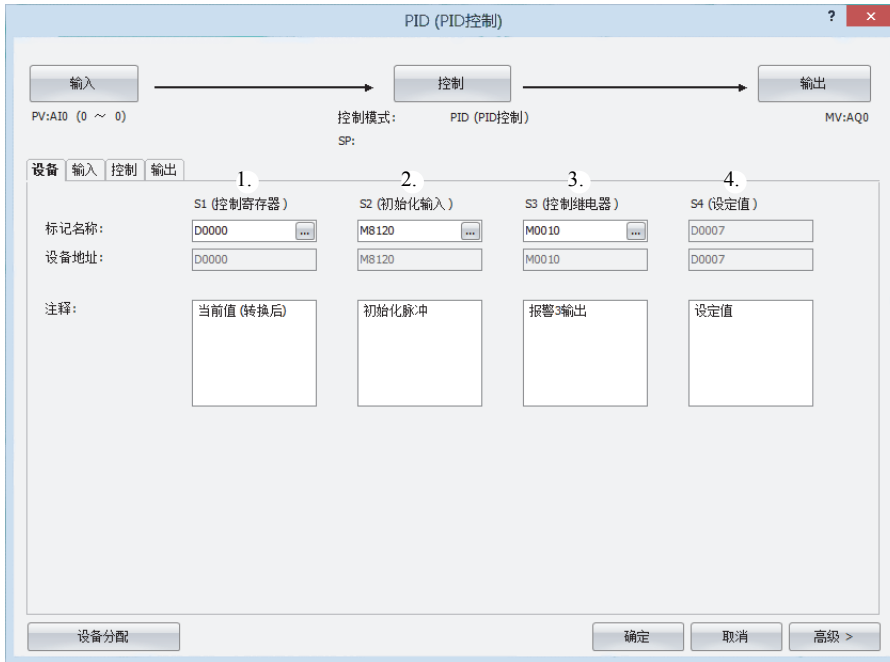 PID (PID控制)
? ×
输入 控制 输出
PV:AI0 (0 ~ 0) 控制模式: PID (PID控制) MV:AQ0
SP:
设备 输入 控制 输出
1. 2. 3. 4.
S1 (控制寄存器) S2 (初始化输入) S3 (控制继电器) S4 (设定值)
标记名称: D0000 ... M8120 ... M0010 ... D0007
设备地址: D0000 M8120 M0010 D0007
注释: 当前值 (转换后) 初始化脉冲 报警3输出 设定值
设备分配 确定 取消 高级 >